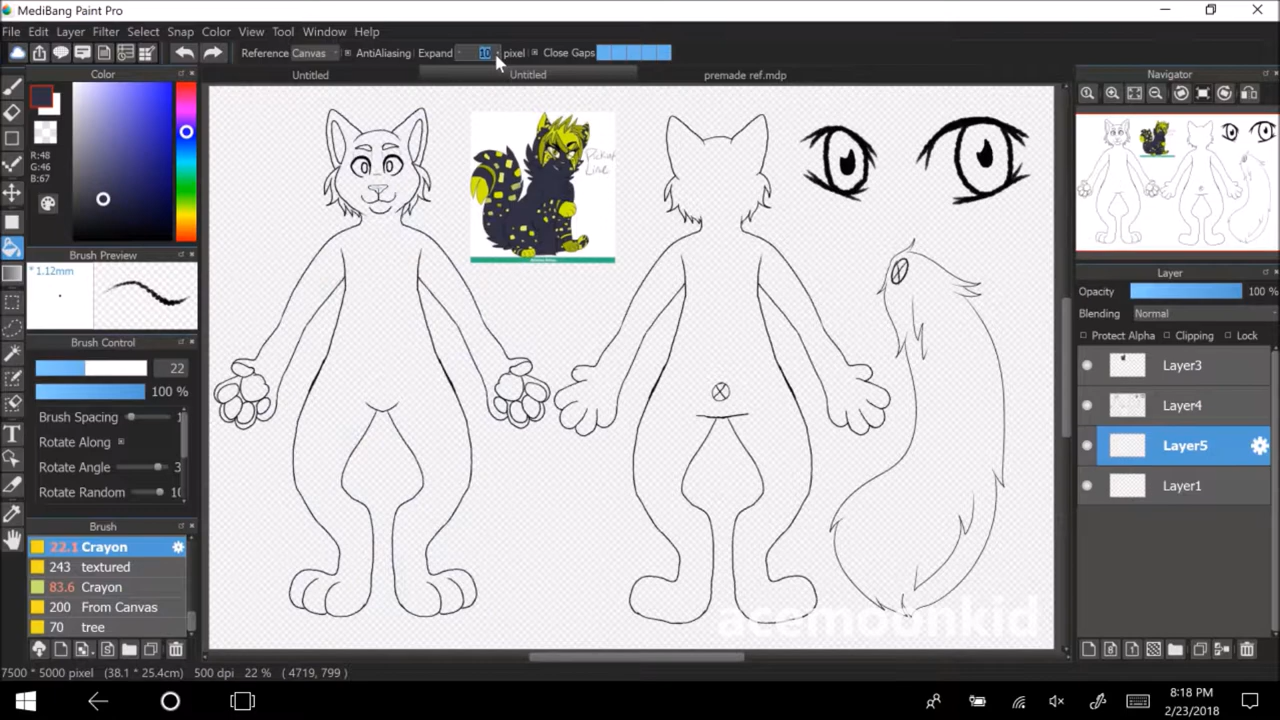 MediBang Paint Pro
File Edit Layer Filter Select Snap Color View Tool Window Help
Reference Canvas AntiAliasing Expand 10 pixel Close Gaps
Untitled Untitled premade ref.mdp
Color
R:48
G:46
B:67
Brush Preview
* 1.12mm
Brush Control
22
100 %
Brush Spacing
Rotate Along
Rotate Angle 3
Rotate Random
Brush
22.1 Crayon
243 textured
83.6 Crayon
200 From Canvas
70 tree
Line
acemoonkid
Navigator
Layer
Opacity 100 %
Blending Normal
Protect Alpha Clipping Lock
Layer3
Layer4
Layer5
Layer1
7500 * 5000 pixel (38.1 * 25.4cm) 500 dpi 22 % ( 4719, 799 )
8:18 PM
2/23/2018